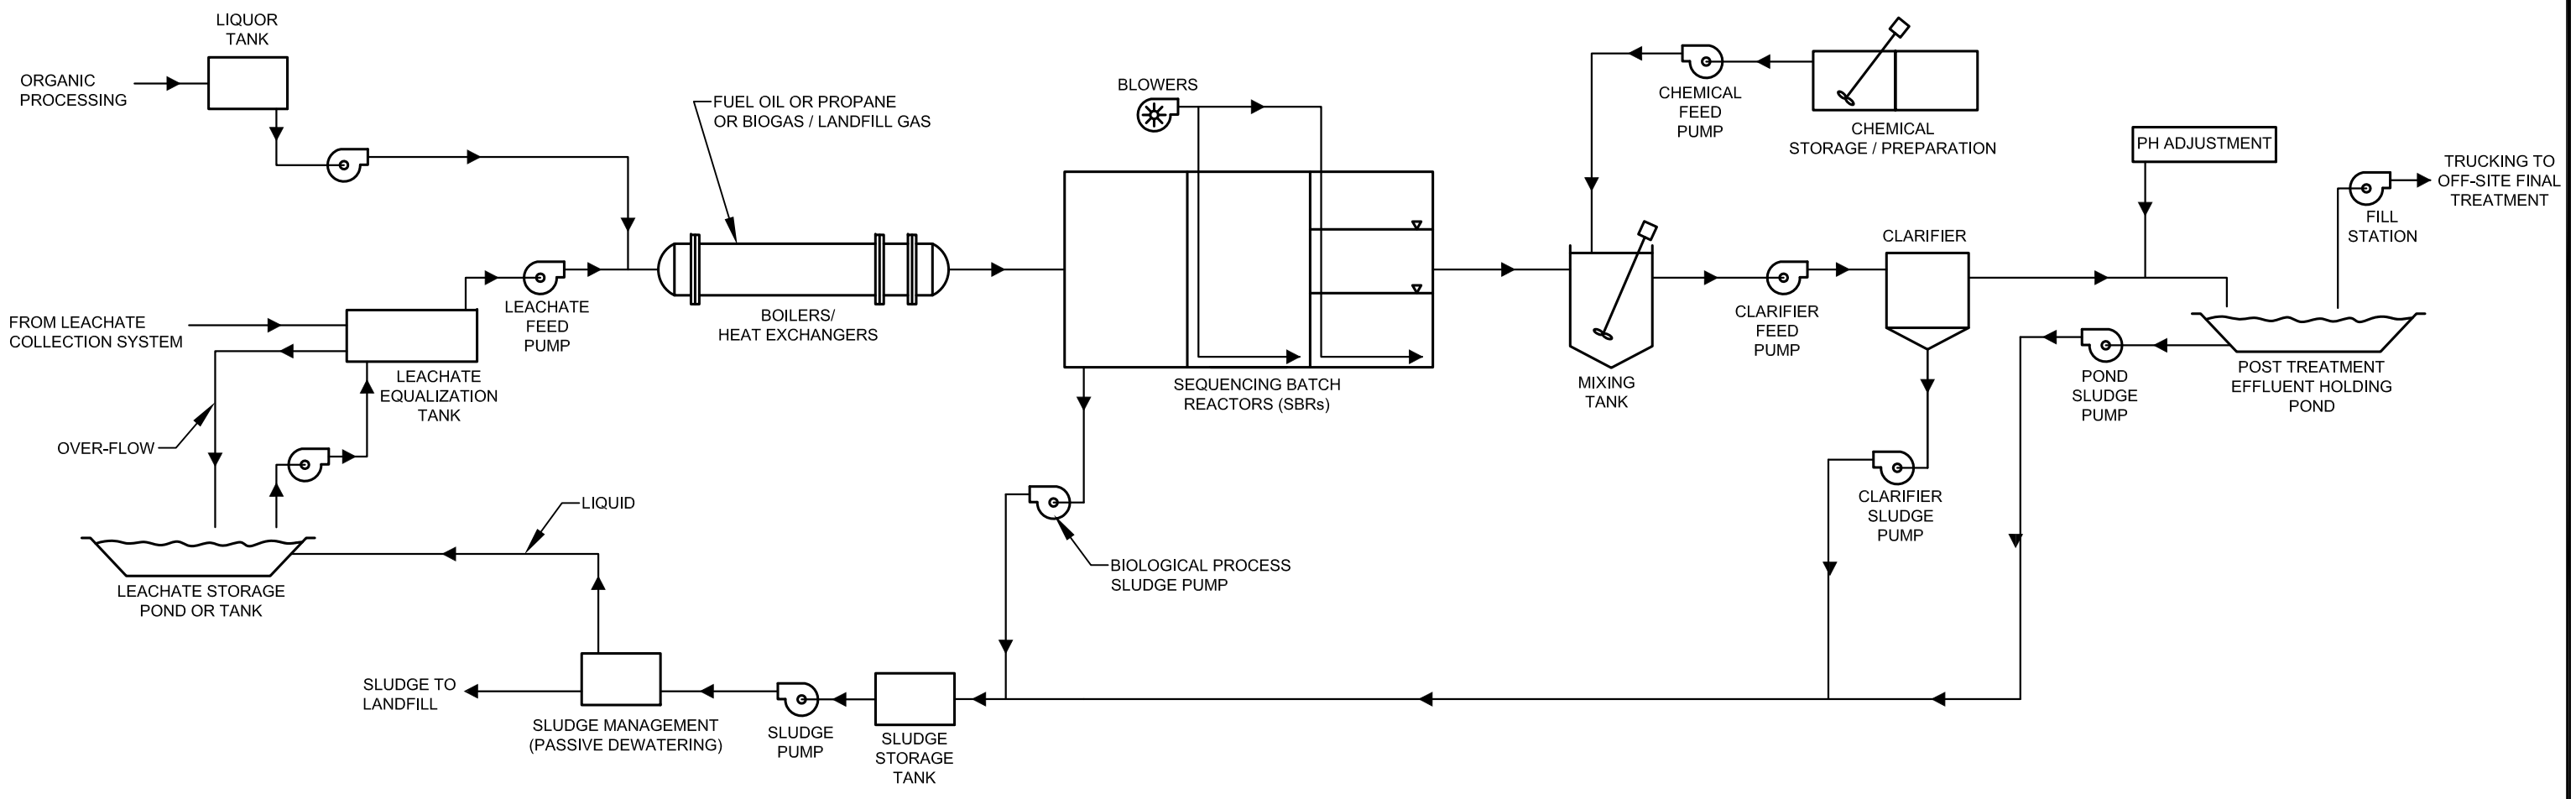 LIQUOR
TANK
ORGANIC
PROCESSING
FUEL OIL OR PROPANE
OR BIOGAS / LANDFILL GAS
BLOWERS
CHEMICAL
FEED
PUMP
CHEMICAL
STORAGE / PREPARATION
PH ADJUSTMENT
TRUCKING TO
OFF-SITE FINAL
TREATMENT
FILL
STATION
CLARIFIER
FROM LEACHATE
COLLECTION SYSTEM
LEACHATE
FEED
PUMP
BOILERS/
HEAT EXCHANGERS
LEACHATE
EQUALIZATION
TANK
SEQUENCING BATCH
REACTORS (SBRs)
MIXING
TANK
CLARIFIER
FEED
PUMP
POND
SLUDGE
PUMP
POST TREATMENT
EFFLUENT HOLDING
POND
OVER-FLOW
LIQUID
CLARIFIER
SLUDGE
PUMP
BIOLOGICAL PROCESS
SLUDGE PUMP
LEACHATE STORAGE
POND OR TANK
SLUDGE TO
LANDFILL
SLUDGE MANAGEMENT
(PASSIVE DEWATERING)
SLUDGE
PUMP
SLUDGE
STORAGE
TANK